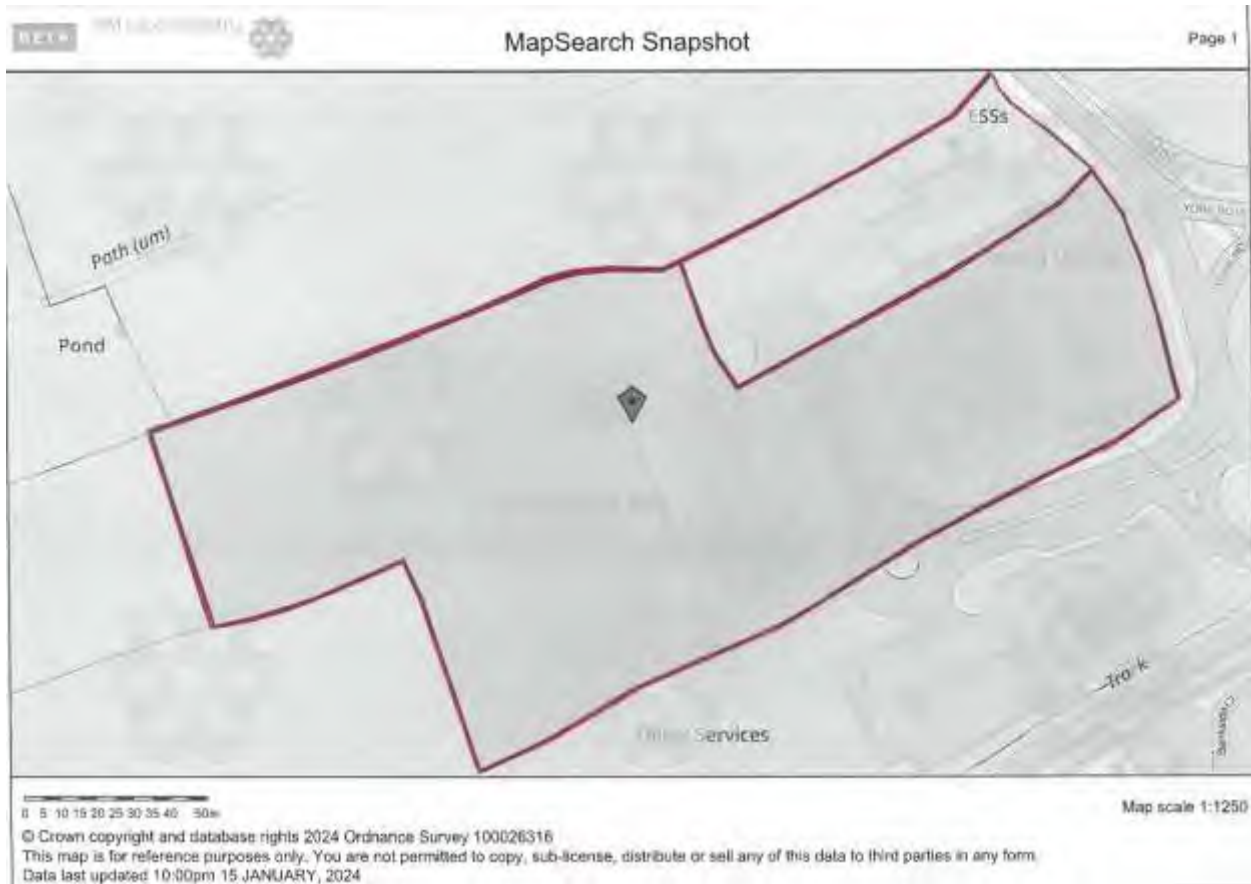 BETA
MapSearch Snapshot
Page 1
ESSs
Path (um)
Pond
Services
Track
0 5 10 15 20 25 30 35 40 50m
Map scale 1:1250
© Crown copyright and database rights 2024 Ordnance Survey 100026316
This map is for reference purposes only. You are not permitted to copy, sub-license, distribute or sell any of this data to third parties in any form.
Data last updated 10:00pm 15 JANUARY, 2024